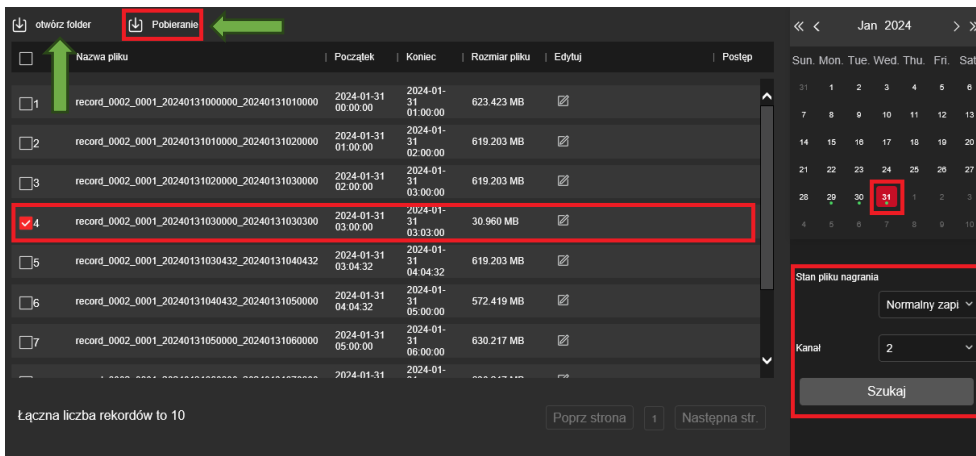 otwórz folder Pobieranie
Nazwa pliku Początek Koniec Rozmiar pliku Edytuj Postęp
1 record_0002_0001_20240131000000_20240131010000 2024-01-31 00:00:00 2024-01-31 01:00:00 623.423 MB
2 record_0002_0001_20240131010000_20240131020000 2024-01-31 01:00:00 2024-01-31 02:00:00 619.203 MB
3 record_0002_0001_20240131020000_20240131030000 2024-01-31 02:00:00 2024-01-31 03:00:00 619.203 MB
4 record_0002_0001_20240131030000_20240131030300 2024-01-31 03:00:00 2024-01-31 03:03:00 30.960 MB
5 record_0002_0001_20240131030432_20240131040432 2024-01-31 03:04:32 2024-01-31 04:04:32 619.203 MB
6 record_0002_0001_20240131040432_20240131050000 2024-01-31 04:04:32 2024-01-31 05:00:00 572.419 MB
7 record_0002_0001_20240131050000_20240131060000 2024-01-31 05:00:00 2024-01-31 06:00:00 630.217 MB
2024-01-31 2024-01-
Łączna liczba rekordów to 10
Poprz strona 1 Następna str.
Jan 2024
Sun. Mon. Tue. Wed. Thu. Fri. Sat
31 1 2 3 4 5 6
7 8 9 10 11 12 13
14 15 16 17 18 19 20
21 22 23 24 25 26 27
28 29 30 31 1 2 3
4 5 6 7 8 9 10
Stan pliku nagrania
Normalny zapi
Kanał 2
Szukaj